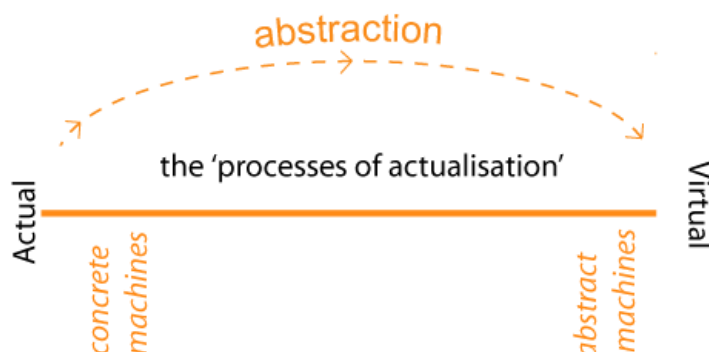 abstraction
the 'processes of actualisation'
Actual
Virtual
concrete
machines
abstract
machines